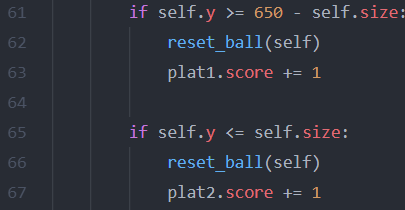 61 if self.y >= 650 - self.size:
62 reset_ball(self)
63 plat1.score += 1
64
65 if self.y <= self.size:
66 reset_ball(self)
67 plat2.score += 1